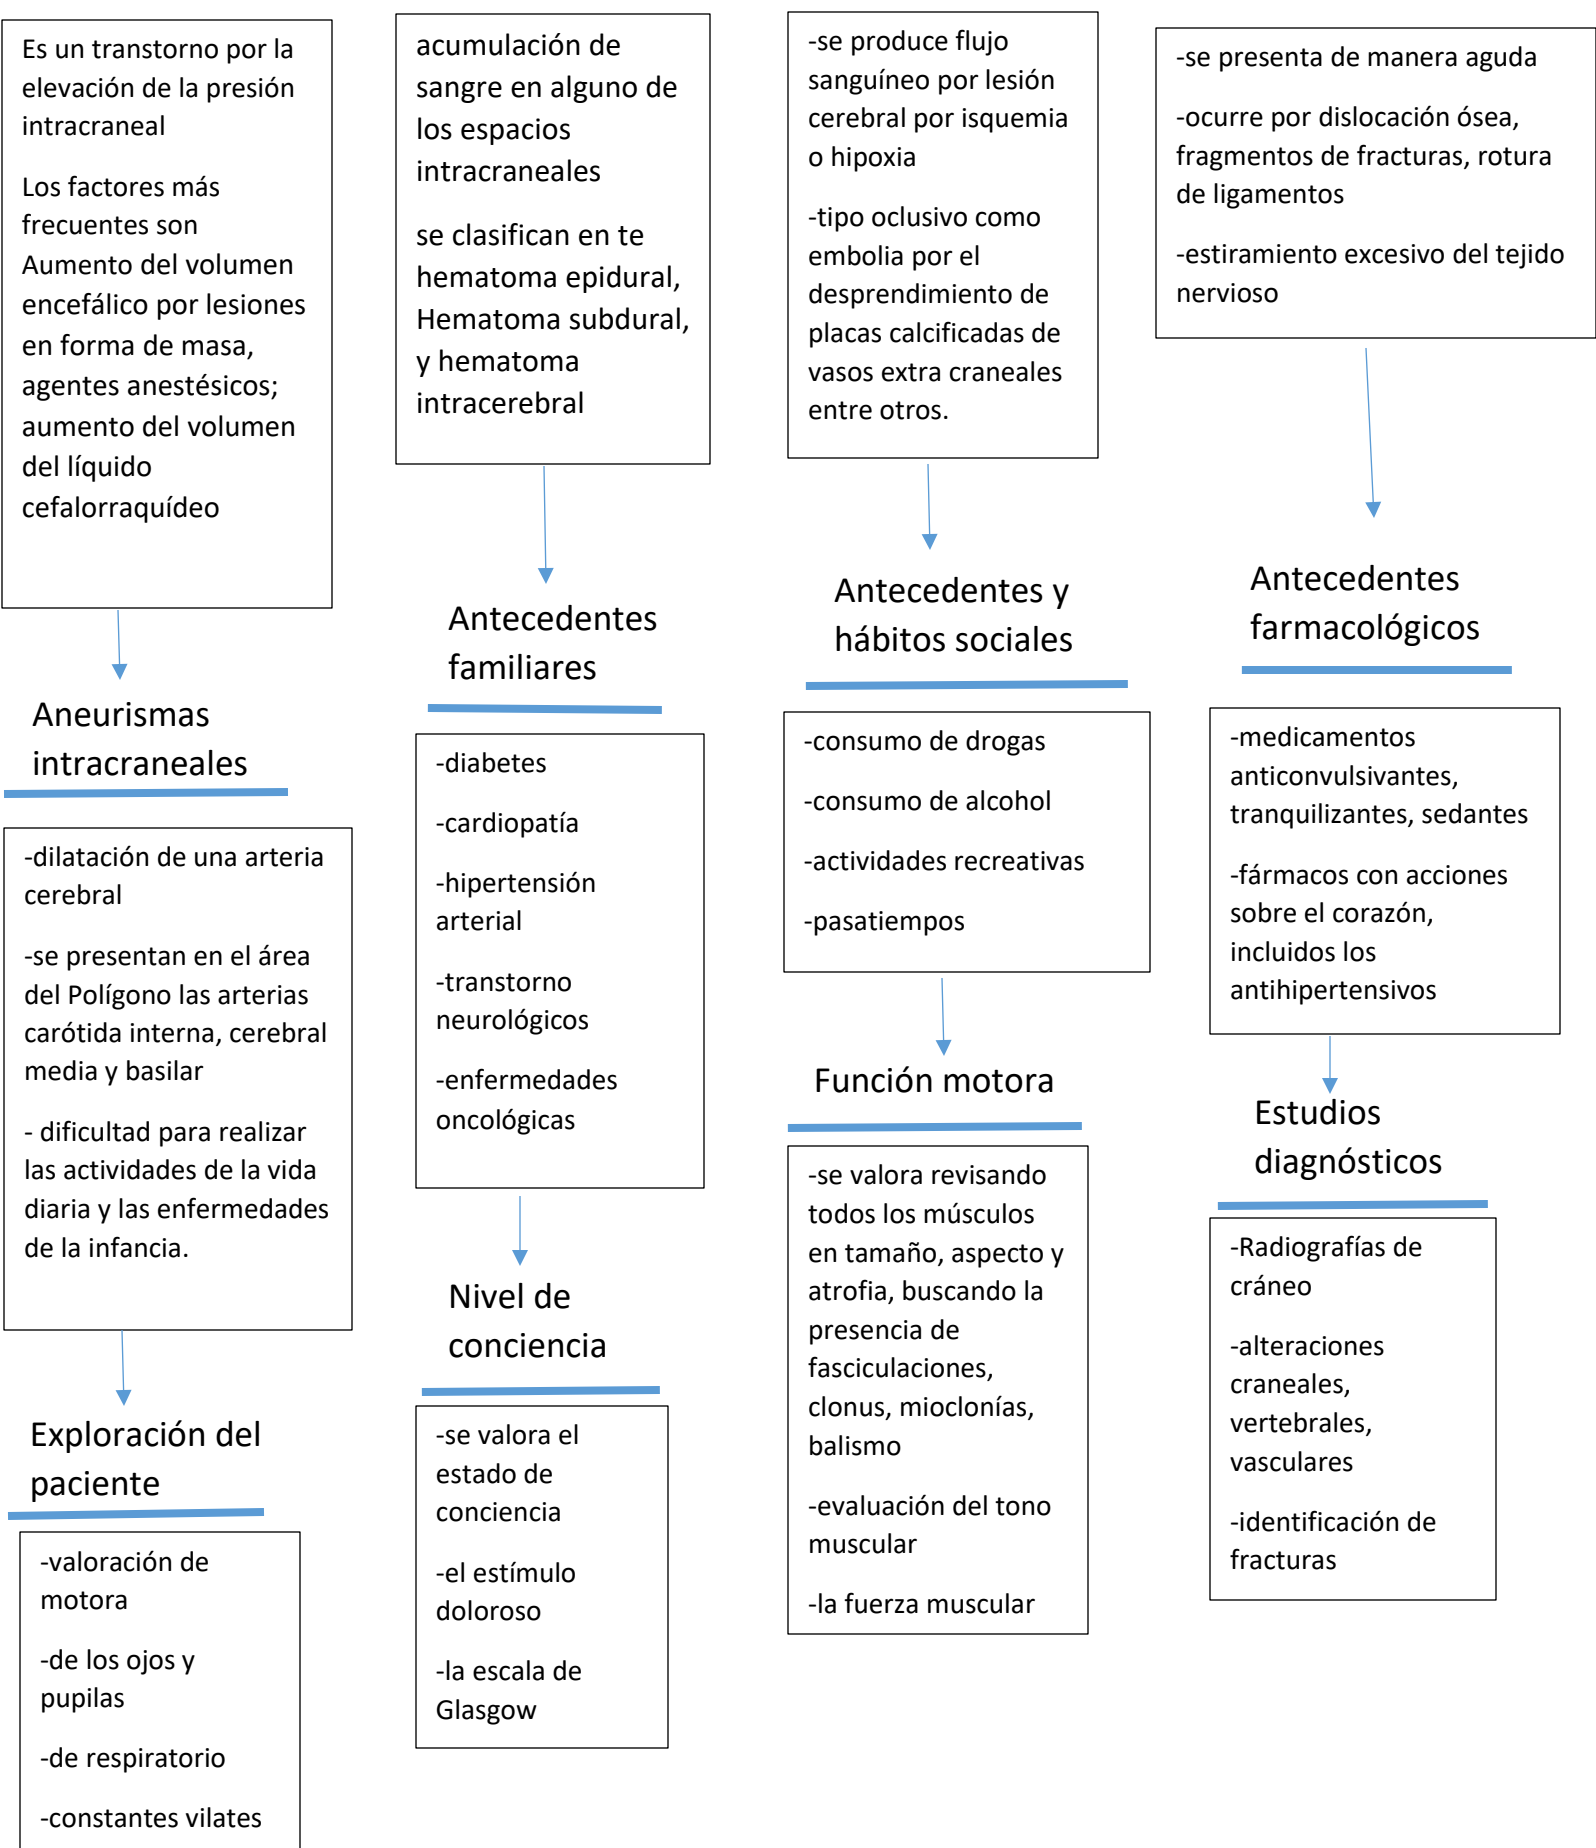 Es un transtorno por la
elevación de la presión
intracraneal
Los factores más
frecuentes son
Aumento del volumen
encefálico por lesiones
en forma de masa,
agentes anestésicos;
aumento del volumen
del líquido
cefalorraquídeo
Aneurismas
intracraneales
-dilatación de una arteria
cerebral
-se presentan en el área
del Polígono las arterias
carótida interna, cerebral
media y basilar
- dificultad para realizar
las actividades de la vida
diaria y las enfermedades
de la infancia.
Exploración del
paciente
-valoración de
motora
-de los ojos y
pupilas
-de respiratorio
-constantes vilates
acumulación de
sangre en alguno de
los espacios
intracraneales
se clasifican en te
hematoma epidural,
Hematoma subdural,
y hematoma
intracerebral
Antecedentes
familiares
-diabetes
-cardiopatía
-hipertensión
arterial
-transtorno
neurológicos
-enfermedades
oncológicas
Nivel de
conciencia
-se valora el
estado de
conciencia
-el estímulo
doloroso
-la escala de
Glasgow
-se produce flujo
sanguíneo por lesión
cerebral por isquemia
o hipoxia
-tipo oclusivo como
embolia por el
desprendimiento de
placas calcificadas de
vasos extra craneales
entre otros.
Antecedentes y
hábitos sociales
-consumo de drogas
-consumo de alcohol
-actividades recreativas
-pasatiempos
Función motora
-se valora revisando
todos los músculos
en tamaño, aspecto y
atrofia, buscando la
presencia de
fasciculaciones,
clonus, mioclonías,
balismo
-evaluación del tono
muscular
-la fuerza muscular
-se presenta de manera aguda
-ocurre por dislocación ósea,
fragmentos de fracturas, rotura
de ligamentos
-estiramiento excesivo del tejido
nervioso
Antecedentes
farmacológicos
-medicamentos
anticonvulsivantes,
tranquilizantes, sedantes
-fármacos con acciones
sobre el corazón,
incluidos los
antihipertensivos
Estudios
diagnósticos
-Radiografías de
cráneo
-alteraciones
craneales,
vertebrales,
vasculares
-identificación de
fracturas